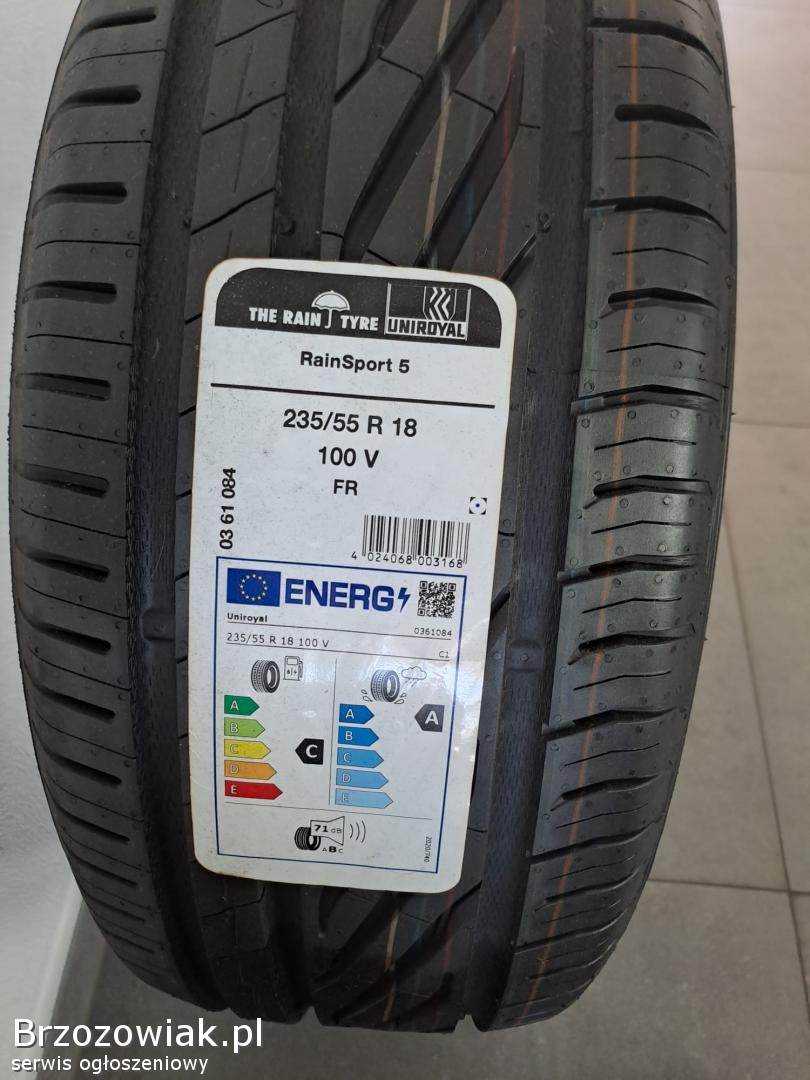 THE RAIN TYRE UNIROYAL
RainSport 5
235/55 R 18
100 V
FR
03 61 084
4 024068 003168
ENERG
Uniroyal 0361084
235/55 R 18 100 V C1
A
B
C
D
E
C
A
B
C
D
E
A
71 dB
A B C
2020/740
Brzozowiak.pl
serwis ogłoszeniowy